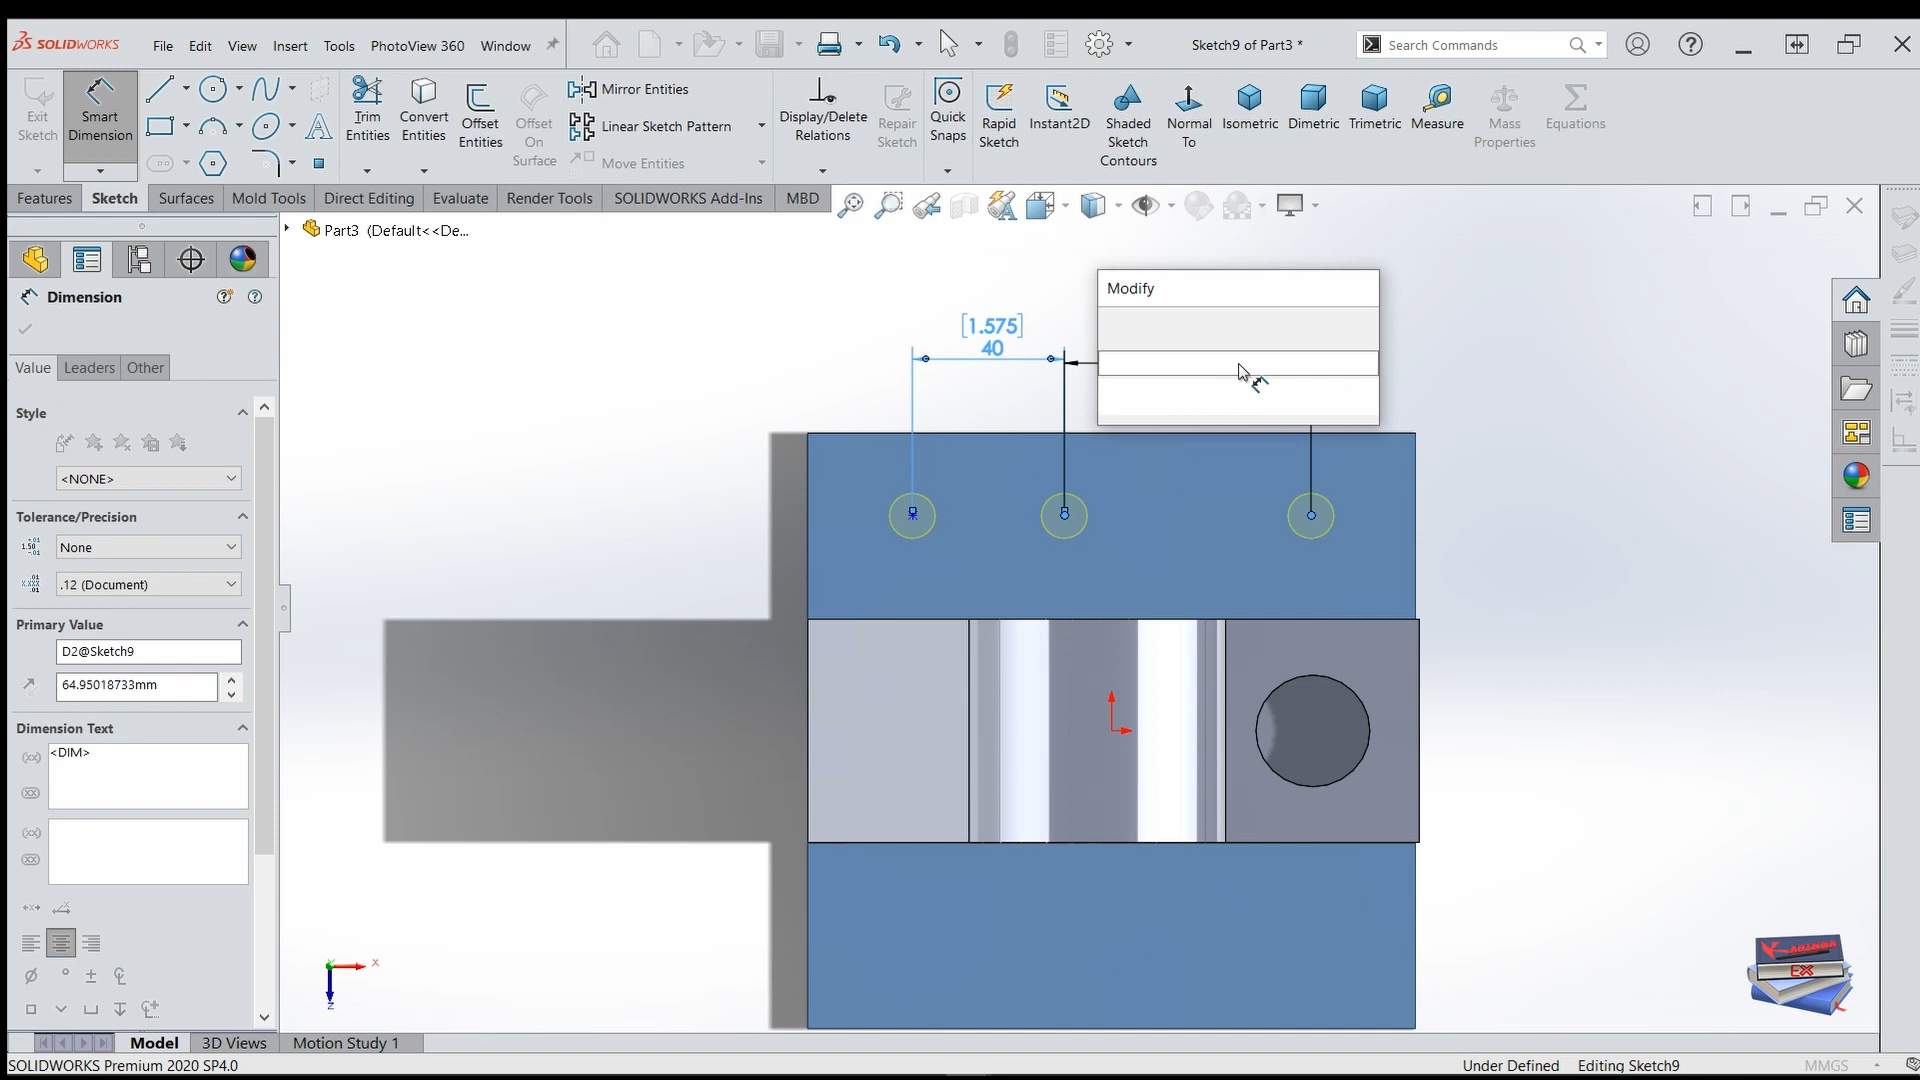 SOLIDWORKS
File Edit View Insert Tools PhotoView 360 Window
Sketch9 of Part3 *
Search Commands
Exit Sketch
Smart Dimension
Trim Entities
Convert Entities
Offset Entities
Offset On Surface
Mirror Entities
Linear Sketch Pattern
Move Entities
Display/Delete Relations
Repair Sketch
Quick Snaps
Rapid Sketch
Instant2D
Shaded Sketch Contours
Normal To
Isometric
Dimetric
Trimetric
Measure
Mass Properties
Equations
Features Sketch Surfaces Mold Tools Direct Editing Evaluate Render Tools SOLIDWORKS Add-Ins MBD
Part3 (Default<<De...
Dimension
Value Leaders Other
Style
<NONE>
Tolerance/Precision
None
.12 (Document)
Primary Value
D2@Sketch9
64.95018733mm
Dimension Text
<DIM>
Modify
[1.575]
40
X
Y
Z
EX
Model 3D Views Motion Study 1
SOLIDWORKS Premium 2020 SP4.0
Under Defined Editing Sketch9 MMGS